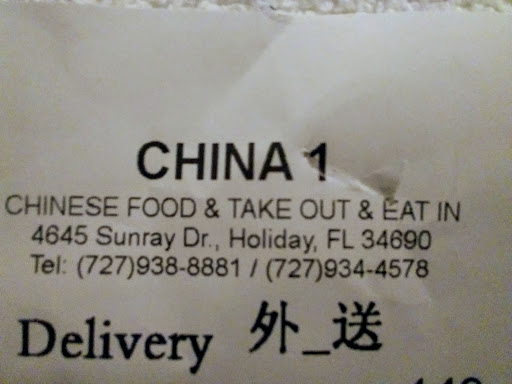 CHINA 1
CHINESE FOOD & TAKE OUT & EAT IN
4645 Sunray Dr., Holiday, FL 34690
Tel: (727)938-8881 / (727)934-4578
Delivery 外_送